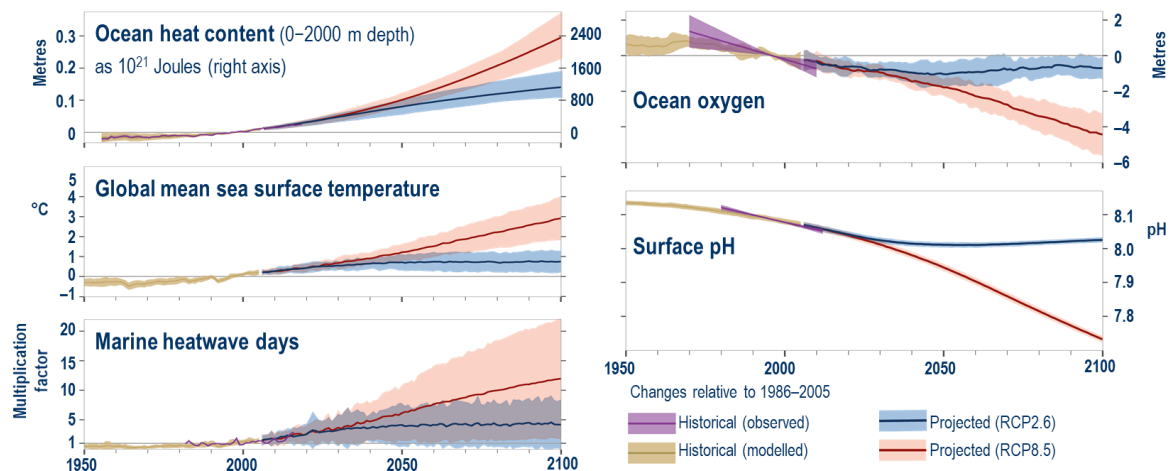 Ocean heat content (0–2000 m depth)
as 10²¹ Joules (right axis)
Metres
0.3
0.2
0.1
0
2400
1600
800
0
2100
Global mean sea surface temperature
°C
5
4
3
2
1
0
–1
Marine heatwave days
Multiplication
factor
20
15
10
5
1
1950
2000
2050
2100
Ocean oxygen
2
0
–2
–4
–6
Metres
Surface pH
8.1
8.0
7.9
7.8
pH
1950
2000
2050
2100
Changes relative to 1986–2005
Historical (observed)
Projected (RCP2.6)
Historical (modelled)
Projected (RCP8.5)